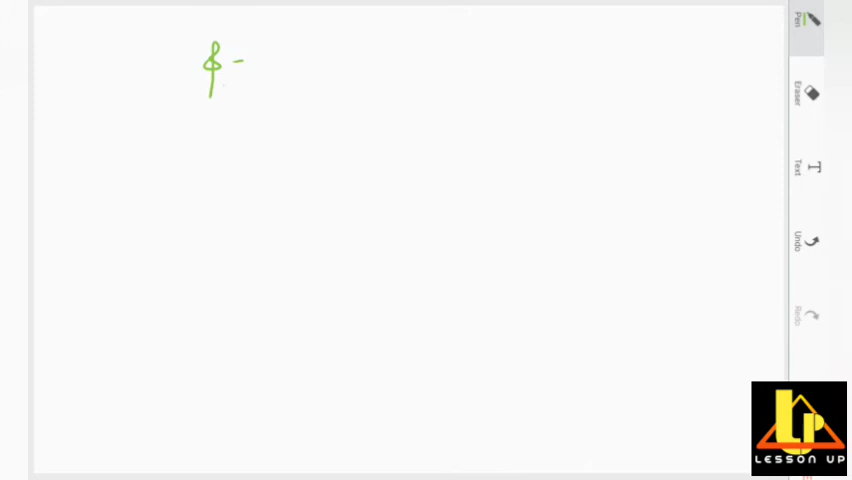 Pen
Eraser
Text
Undo
Redo
LESSON UP